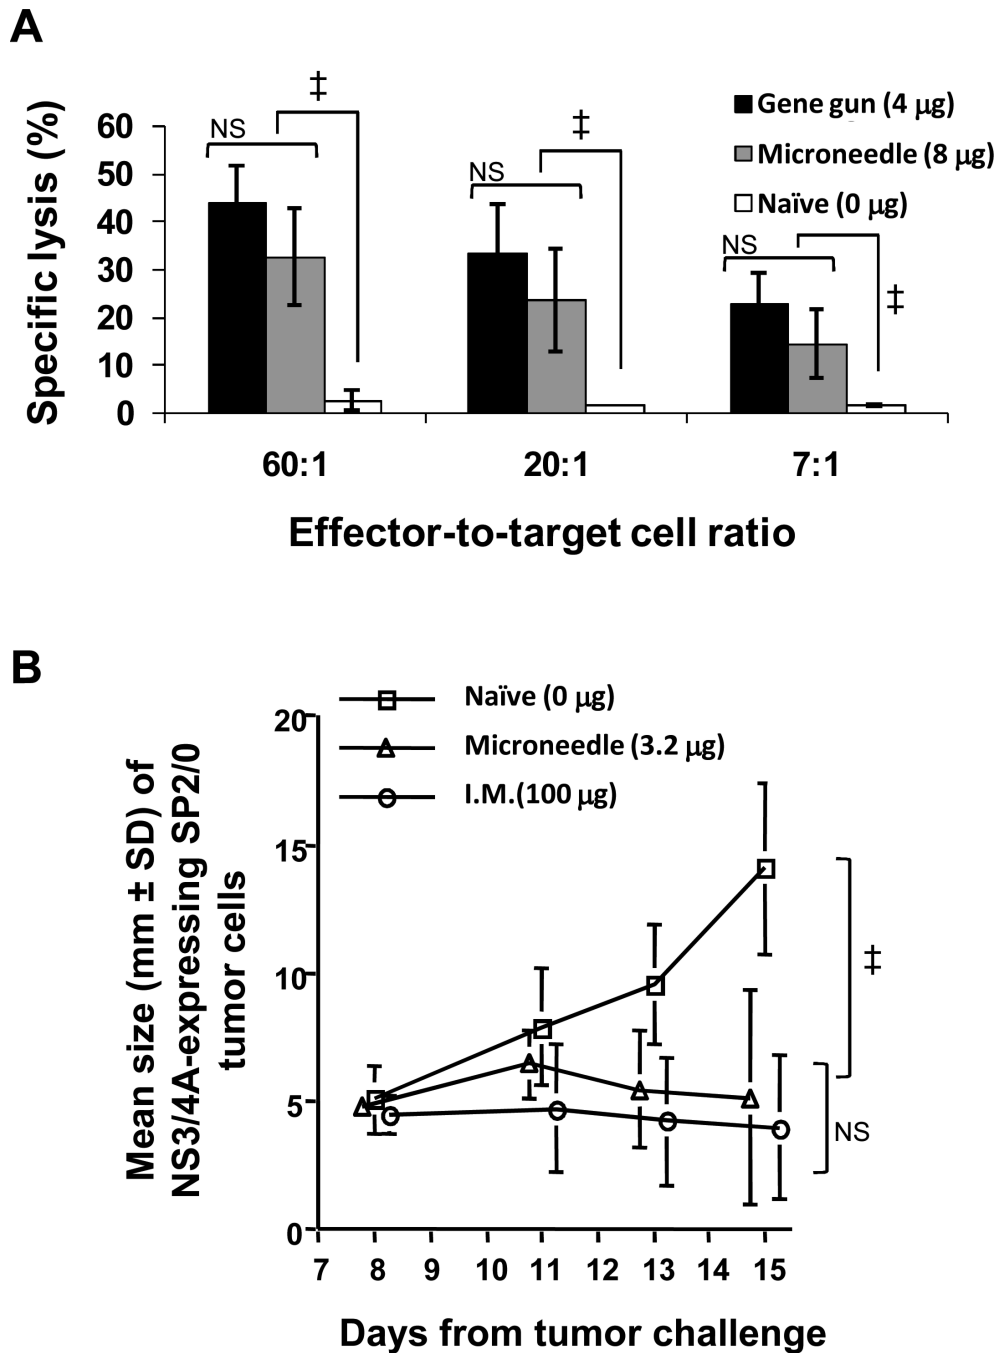 A
Specific lysis (%)
60
50
40
30
20
10
0
NS
‡
NS
‡
NS
‡
Gene gun (4 µg)
Microneedle (8 µg)
Naïve (0 µg)
60:1
20:1
7:1
Effector-to-target cell ratio
B
Mean size (mm ± SD) of
NS3/4A-expressing SP2/0
tumor cells
20
15
10
5
0
Naïve (0 µg)
Microneedle (3.2 µg)
I.M.(100 µg)
‡
NS
7 8 9 10 11 12 13 14 15
Days from tumor challenge